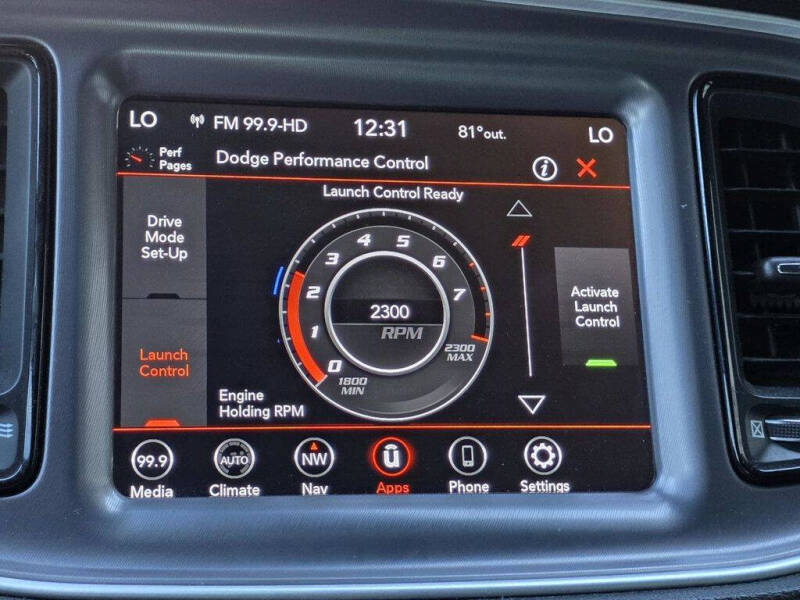 LO FM 99.9-HD 12:31 81°out. LO
Perf
Pages
Dodge Performance Control
i
Launch Control Ready
Drive
Mode
Set-Up
Launch
Control
0
1
2
3
4
5
6
7
2300
RPM
1800
MIN
2300
MAX
Engine
Holding RPM
Activate
Launch
Control
99.9 AUTO NW
Media Climate Nav Apps Phone Settings